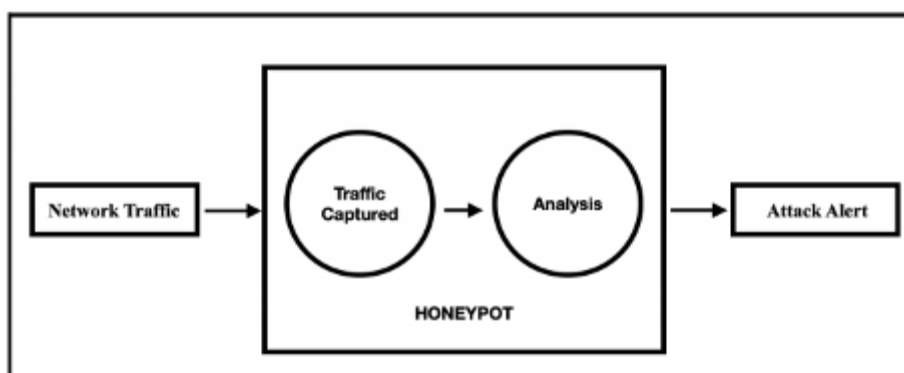 Network Traffic
Traffic
Captured
Analysis
Attack Alert
HONEYPOT